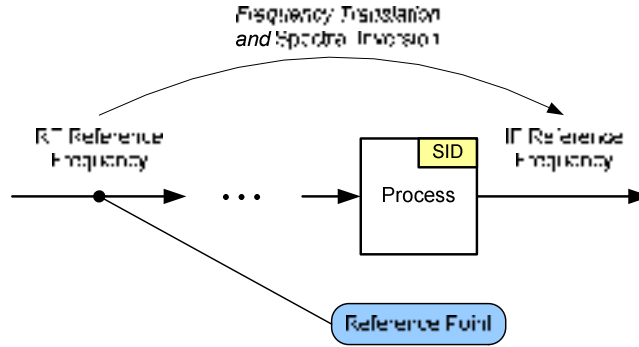 Frequency Translation
and Spectral Inversion
RF Reference
Frequency
IF Reference
Frequency
SID
Process
• • •
Reference Point